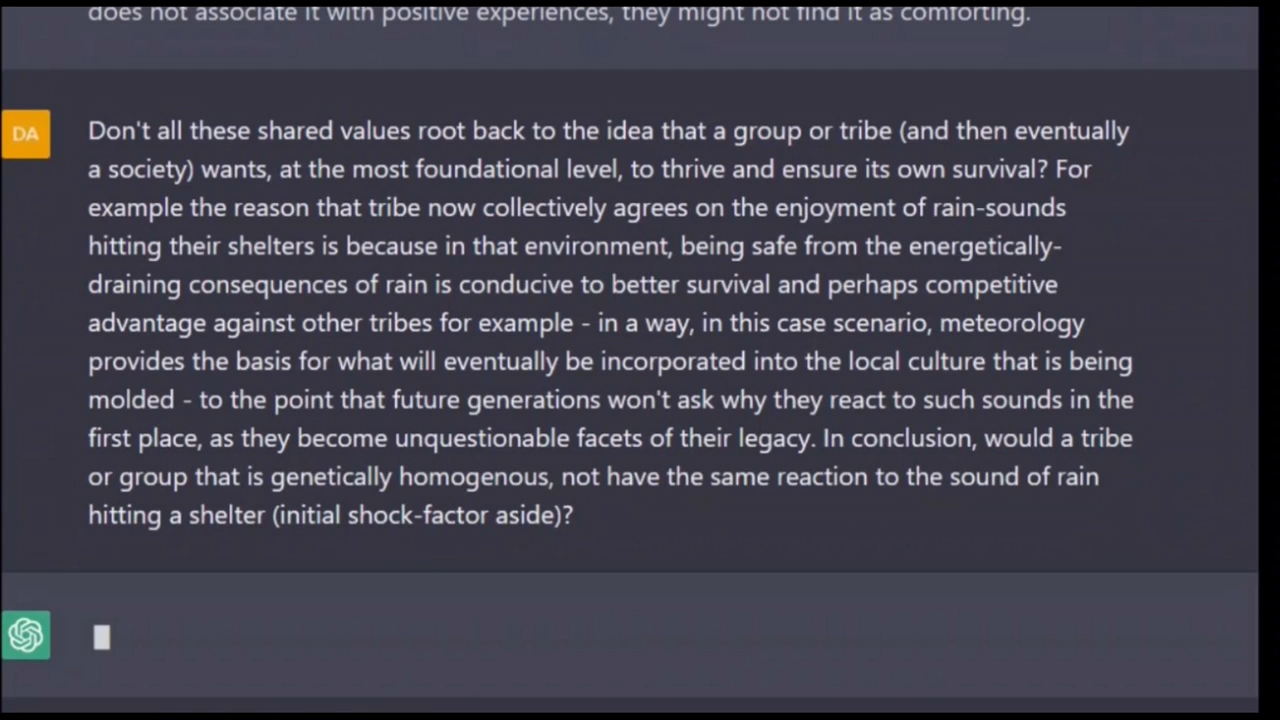 does not associate it with positive experiences, they might not find it as comforting.
DA
Don't all these shared values root back to the idea that a group or tribe (and then eventually
a society) wants, at the most foundational level, to thrive and ensure its own survival? For
example the reason that tribe now collectively agrees on the enjoyment of rain-sounds
hitting their shelters is because in that environment, being safe from the energetically-
draining consequences of rain is conducive to better survival and perhaps competitive
advantage against other tribes for example - in a way, in this case scenario, meteorology
provides the basis for what will eventually be incorporated into the local culture that is being
molded - to the point that future generations won't ask why they react to such sounds in the
first place, as they become unquestionable facets of their legacy. In conclusion, would a tribe
or group that is genetically homogenous, not have the same reaction to the sound of rain
hitting a shelter (initial shock-factor aside)?